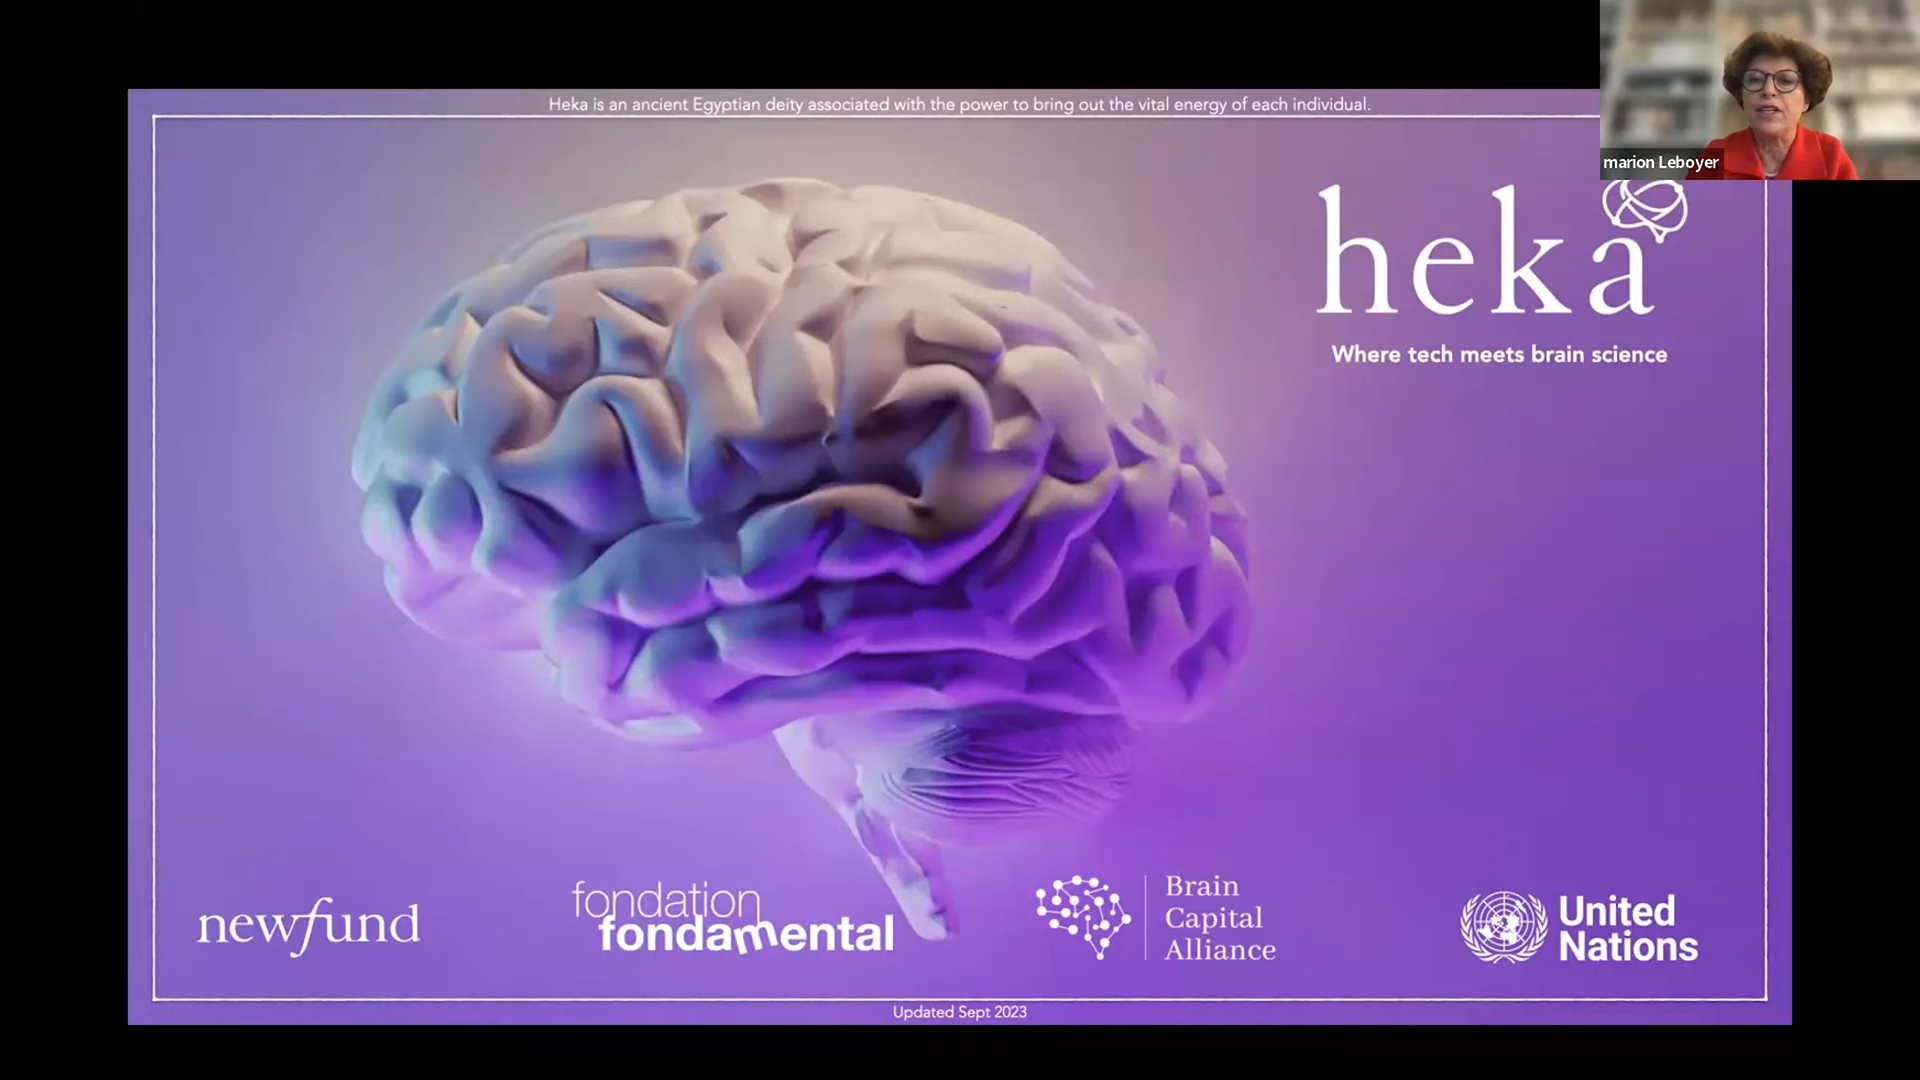 Heka is an ancient Egyptian deity associated with the power to bring out the vital energy of each individual.
marion Leboyer
heka
Where tech meets brain science
newfund
fondation
fondamental
Brain
Capital
Alliance
United
Nations
Updated Sept 2023